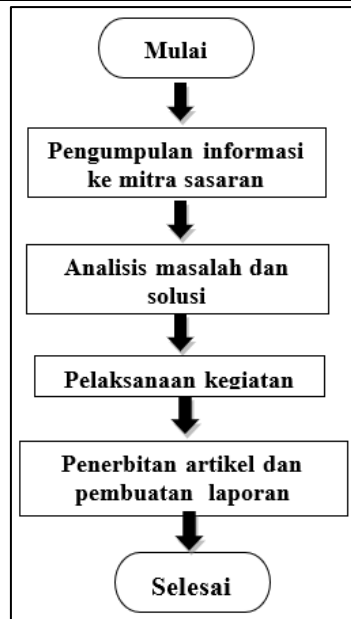 Mulai
Pengumpulan informasi
ke mitra sasaran
Analisis masalah dan
solusi
Pelaksanaan kegiatan
Penerbitan artikel dan
pembuatan laporan
Selesai